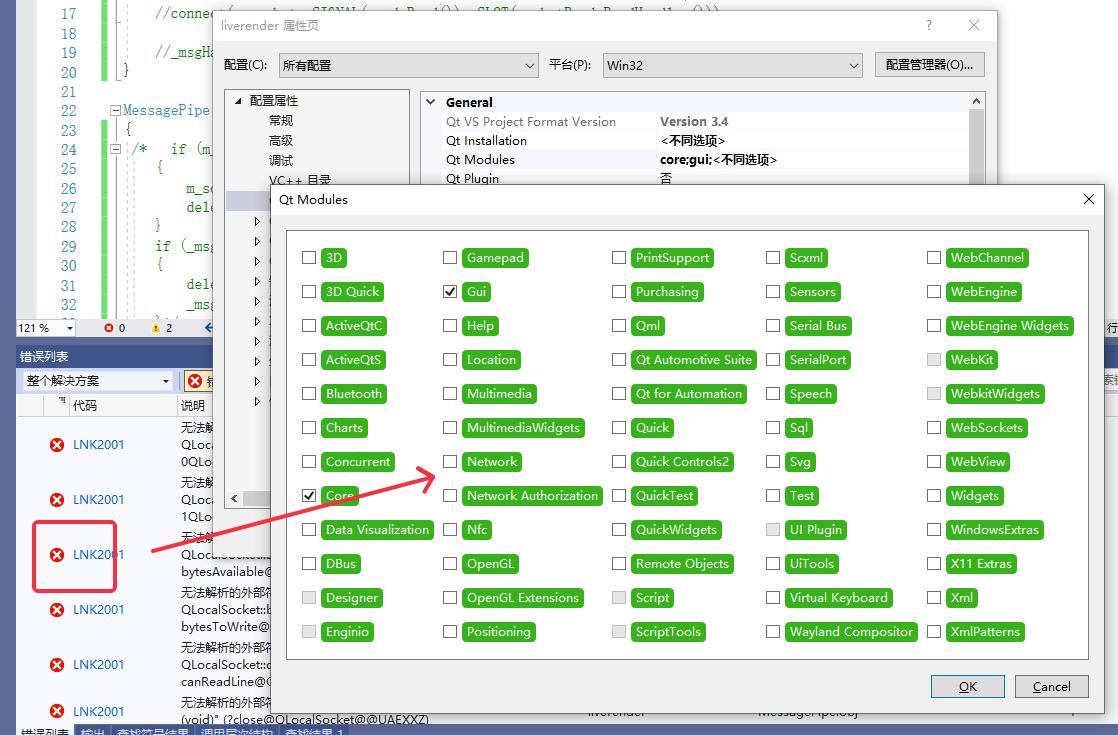 17 //connect(
18
19 //_msgHa
20 }
21
22 MessagePipe
23 {
24 /* if (m_
25 {
26 m_so
27 dele
28 }
29 if (_msg
30 {
31 dele
32 _msg
121 % 0 2
错误列表
整个解决方案
代码 说明
LNK2001 无法解
QLoca
0QLo
LNK2001 无法解
QLoca
1QLo
LNK2001 无法解
bytesAvailable@
LNK2001 无法解析的外部符
QLocalSocket::b
bytesToWrite@
LNK2001 无法解析的外部符
QLocalSocket::c
canReadLine@Q
LNK2001 无法解析的外部符
(void)" (?close@QLocalSocket@@UAEXXZ) liverender MessagePipe.obj 1
错误列表 输出 查找符号结果 调用层次结构 查找结果 1
liverender 属性页 ?
配置(C): 所有配置 平台(P): Win32 配置管理器(O)...
配置属性
常规
高级
调试
VC++ 目录
General
Qt VS Project Format Version Version 3.4
Qt Installation <不同选项>
Qt Modules core;gui;<不同选项>
Qt Plugin 否
Qt Modules
3D Gamepad PrintSupport Scxml WebChannel
3D Quick Gui Purchasing Sensors WebEngine
ActiveQtC Help Qml Serial Bus WebEngine Widgets
ActiveQtS Location Qt Automotive Suite SerialPort WebKit
Bluetooth Multimedia Qt for Automation Speech WebkitWidgets
Charts MultimediaWidgets Quick Sql WebSockets
Concurrent Network Quick Controls2 Svg WebView
Core Network Authorization QuickTest Test Widgets
Data Visualization Nfc QuickWidgets UI Plugin WindowsExtras
DBus OpenGL Remote Objects UiTools X11 Extras
Designer OpenGL Extensions Script Virtual Keyboard Xml
Enginio Positioning ScriptTools Wayland Compositor XmlPatterns
OK Cancel